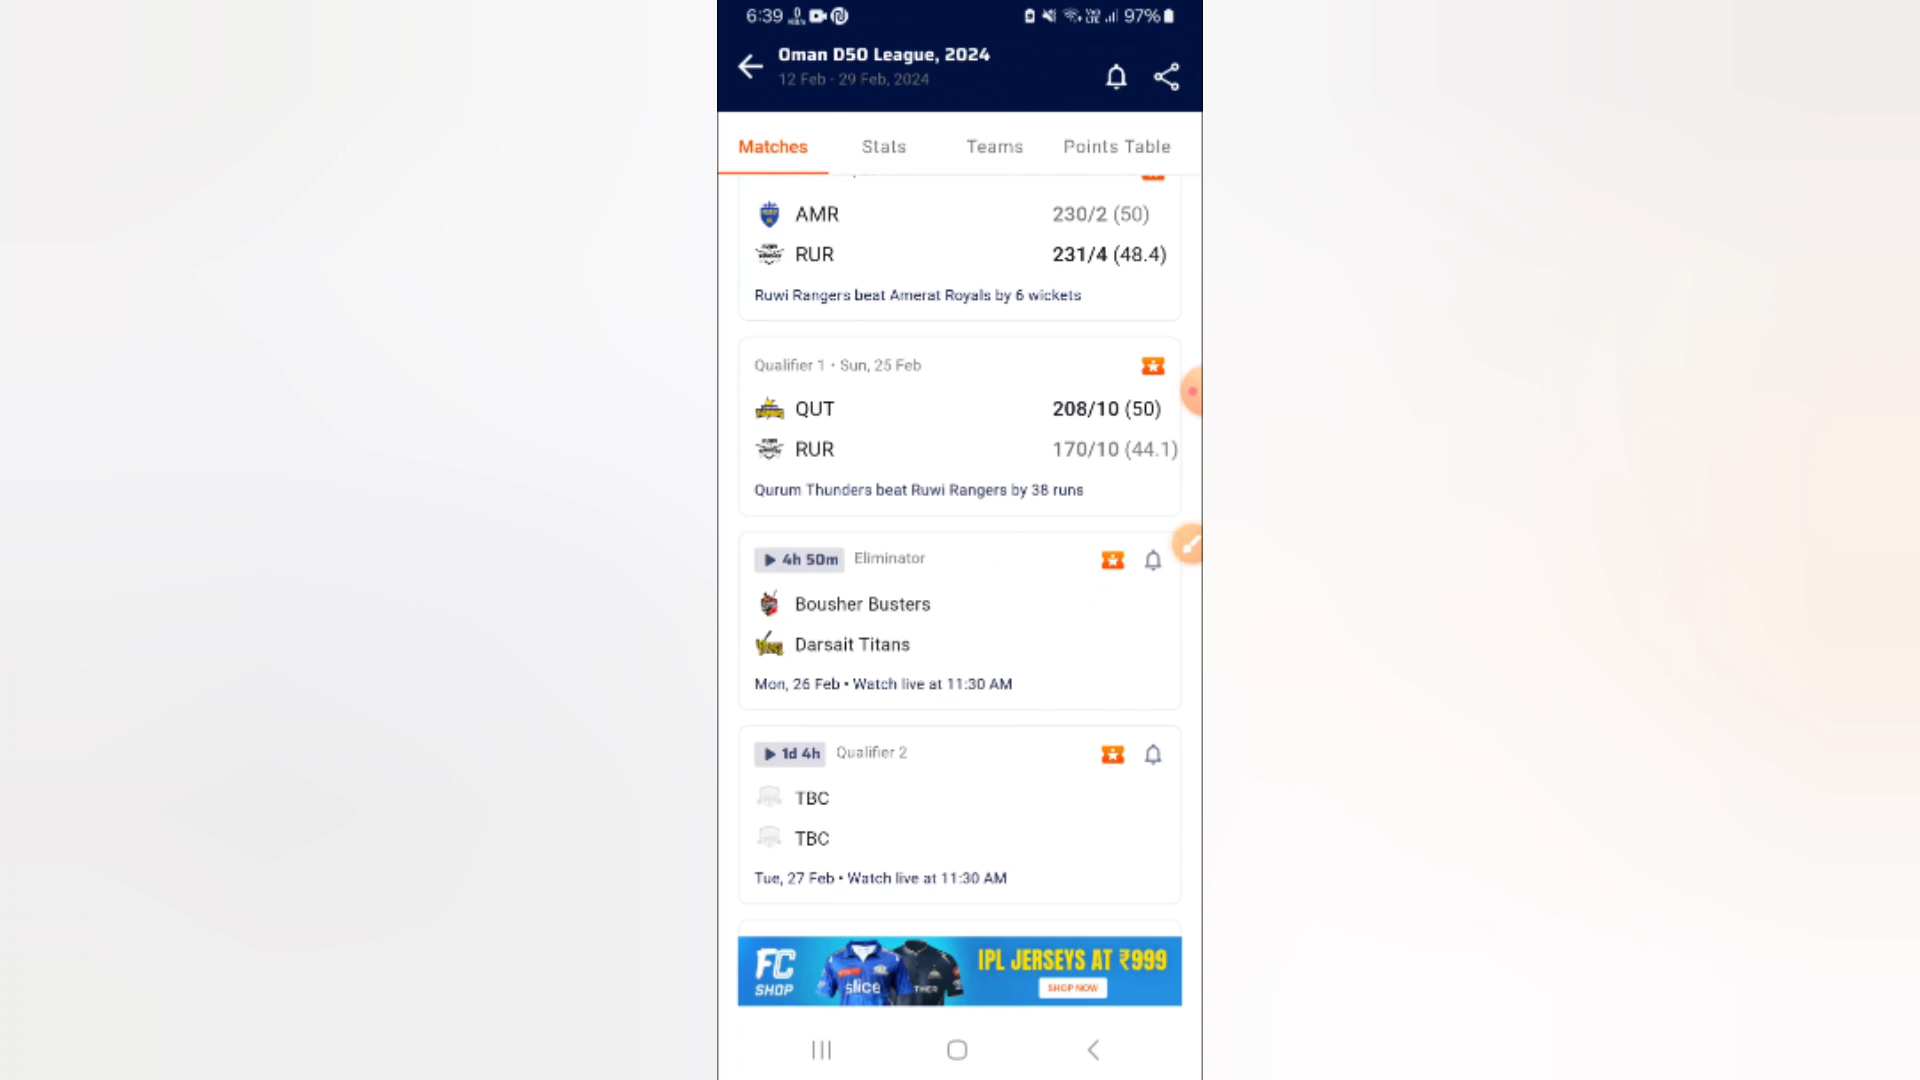 6:39 97%
Oman D50 League, 2024
12 Feb - 29 Feb, 2024
Matches Stats Teams Points Table
AMR 230/2 (50)
RUR 231/4 (48.4)
Ruwi Rangers beat Amerat Royals by 6 wickets
Qualifier 1 • Sun, 25 Feb
QUT 208/10 (50)
RUR 170/10 (44.1)
Qurum Thunders beat Ruwi Rangers by 38 runs
4h 50m Eliminator
Bousher Busters
Darsait Titans
Mon, 26 Feb • Watch live at 11:30 AM
1d 4h Qualifier 2
TBC
TBC
Tue, 27 Feb • Watch live at 11:30 AM
FC SHOP slice IPL JERSEYS AT ₹999
SHOP NOW